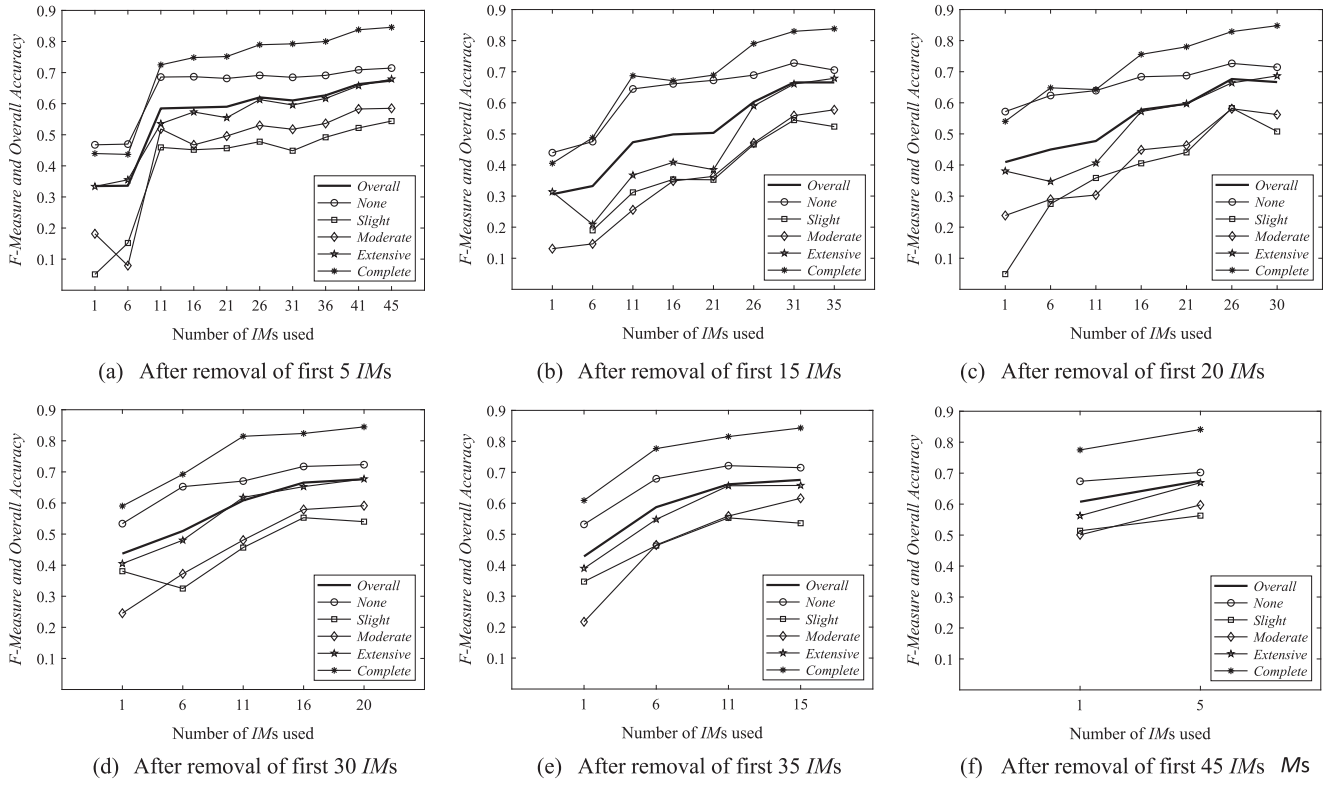 F-Measure and Overall Accuracy
0.9
0.8
0.7
0.6
0.5
0.4
0.3
0.2
0.1
Overall
None
Slight
Moderate
Extensive
Complete
1 6 11 16 21 26 31 36 41 45
Number of IMs used
(a) After removal of first 5 IMs
F-Measure and Overall Accuracy
0.9
0.8
0.7
0.6
0.5
0.4
0.3
0.2
0.1
Overall
None
Slight
Moderate
Extensive
Complete
1 6 11 16 21 26 31 35
Number of IMs used
(b) After removal of first 15 IMs
F-Measure and Overall Accuracy
0.9
0.8
0.7
0.6
0.5
0.4
0.3
0.2
0.1
Overall
None
Slight
Moderate
Extensive
Complete
1 6 11 16 21 26 30
Number of IMs used
(c) After removal of first 20 IMs
F-Measure and Overall Accuracy
0.9
0.8
0.7
0.6
0.5
0.4
0.3
0.2
0.1
Overall
None
Slight
Moderate
Extensive
Complete
1 6 11 16 20
Number of IMs used
(d) After removal of first 30 IMs
F-Measure and Overall Accuracy
0.9
0.8
0.7
0.6
0.5
0.4
0.3
0.2
0.1
Overall
None
Slight
Moderate
Extensive
Complete
1 6 11 15
Number of IMs used
(e) After removal of first 35 IMs
F-Measure and Overall Accuracy
0.9
0.8
0.7
0.6
0.5
0.4
0.3
0.2
0.1
Overall
None
Slight
Moderate
Extensive
Complete
1 5
Number of IMs used
(f) After removal of first 45 IMs Ms